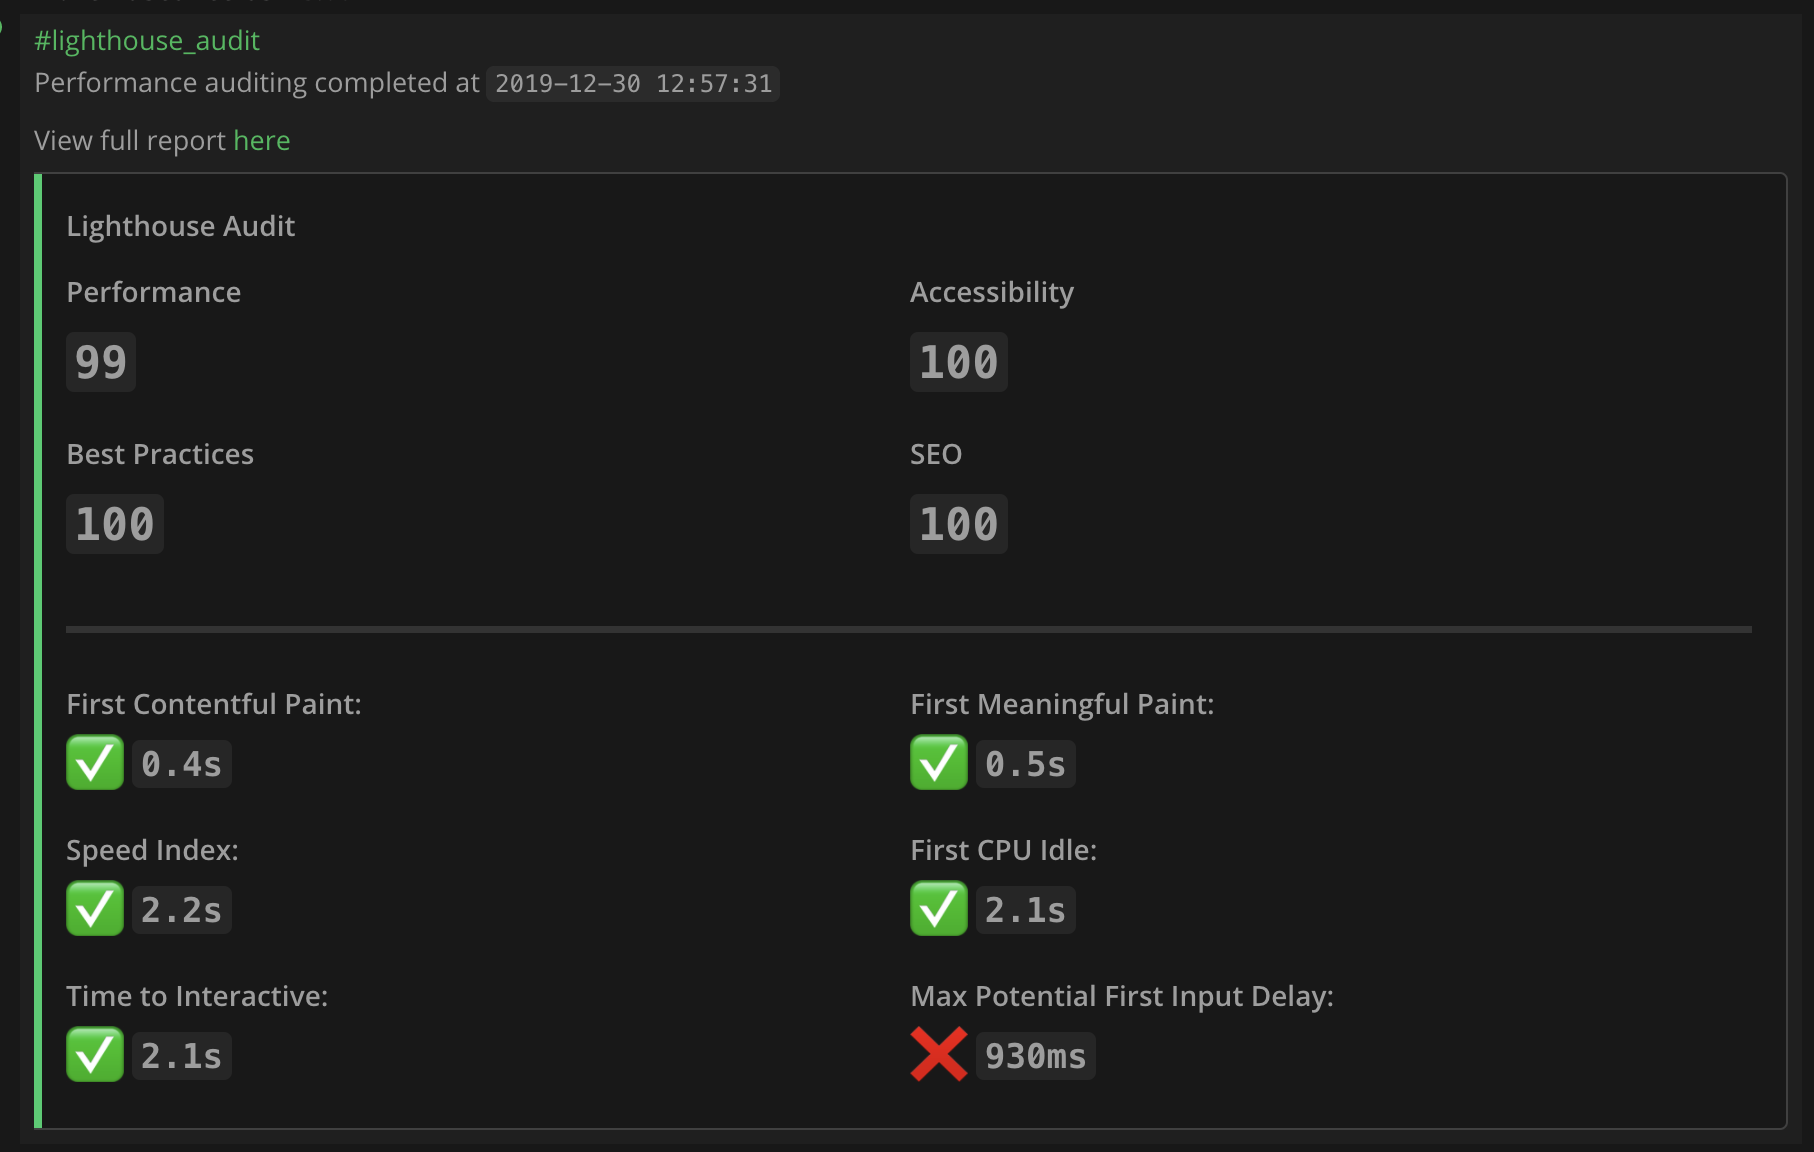 #lighthouse_audit
Performance auditing completed at 2019-12-30 12:57:31
View full report here
Lighthouse Audit
Performance
Accessibility
99
100
Best Practices
SEO
100
100
First Contentful Paint:
First Meaningful Paint:
✅ 0.4s
✅ 0.5s
Speed Index:
First CPU Idle:
✅ 2.2s
✅ 2.1s
Time to Interactive:
Max Potential First Input Delay:
✅ 2.1s
❌ 930ms